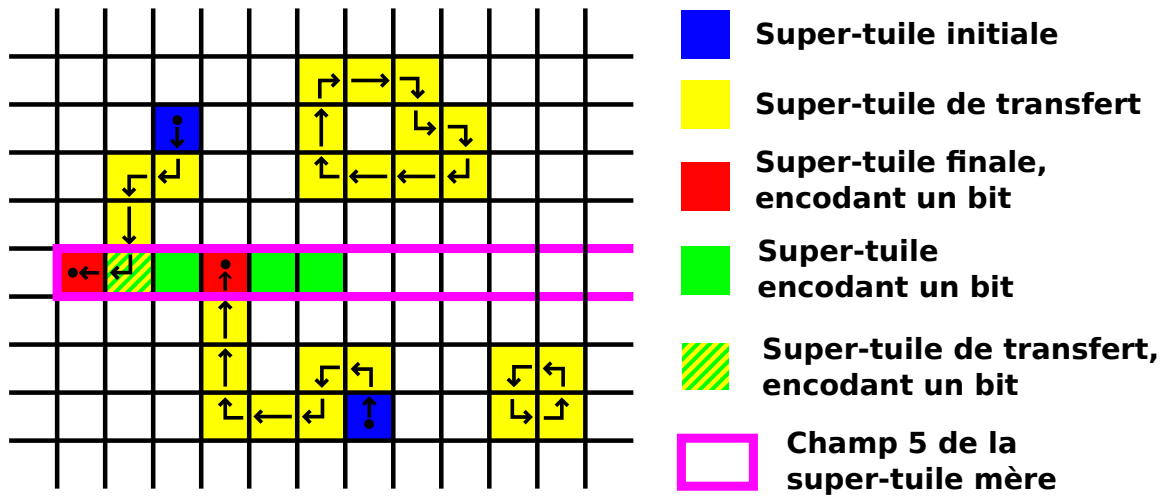 Super-tuile initiale
Super-tuile de transfert
Super-tuile finale,
encodant un bit
Super-tuile
encodant un bit
Super-tuile de transfert,
encodant un bit
Champ 5 de la
super-tuile mère